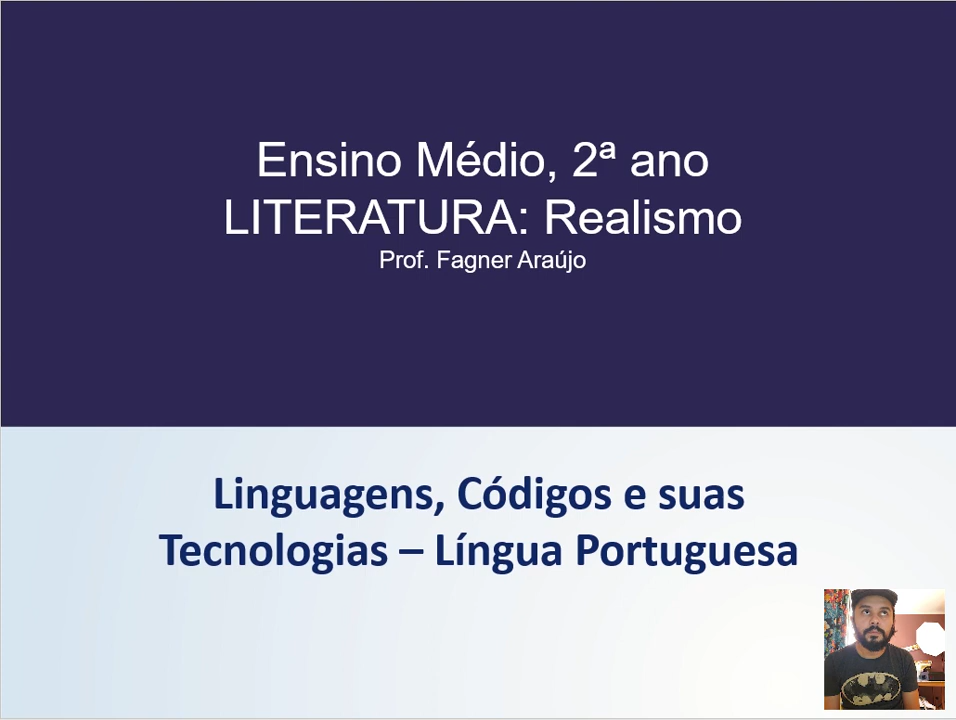 Ensino Médio, 2ª ano
LITERATURA: Realismo
Prof. Fagner Araújo
Linguagens, Códigos e suas
Tecnologias – Língua Portuguesa